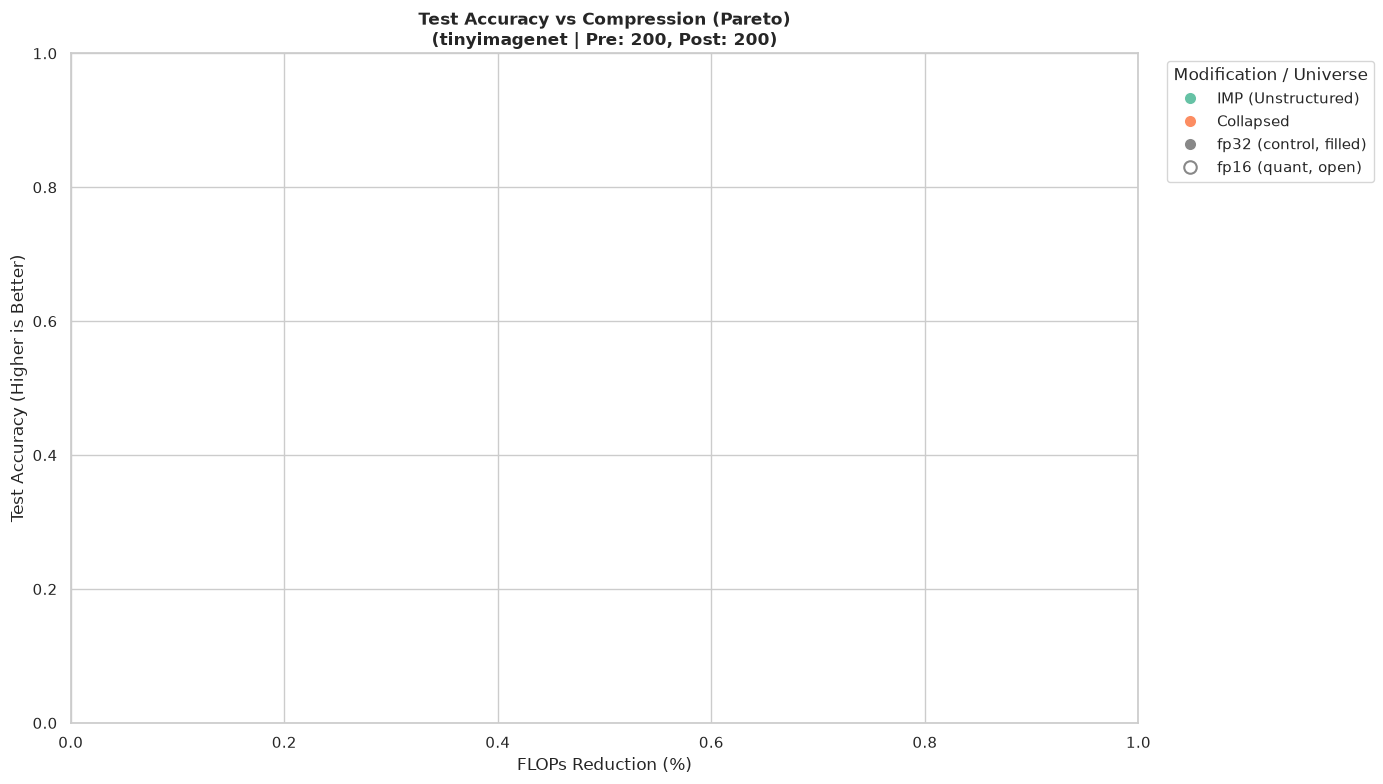 Test Accuracy vs Compression (Pareto)
(tinyimagenet | Pre: 200, Post: 200)
Test Accuracy (Higher is Better)
1.0
0.8
0.6
0.4
0.2
0.0
0.0 0.2 0.4 0.6 0.8 1.0
FLOPs Reduction (%)
Modification / Universe
IMP (Unstructured)
Collapsed
fp32 (control, filled)
fp16 (quant, open)